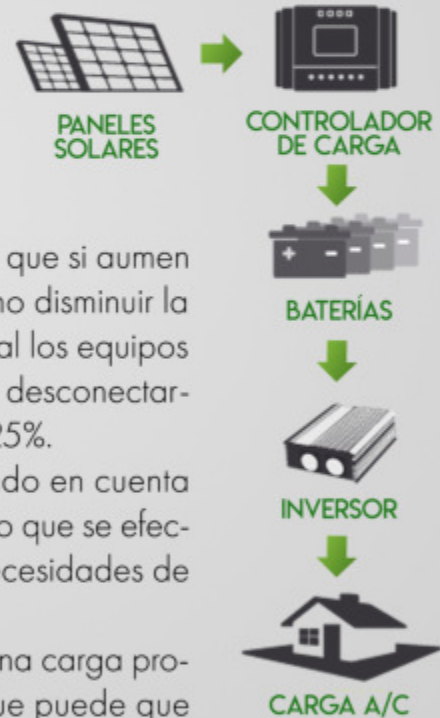 PANELES
SOLARES
CONTROLADOR
DE CARGA
BATERÍAS
INVERSOR
CARGA A/C
que si aumen
no disminuir la
al los equipos
desconectar-
25%.
do en cuenta
o que se efec-
cesidades de
na carga pro-
ue puede que